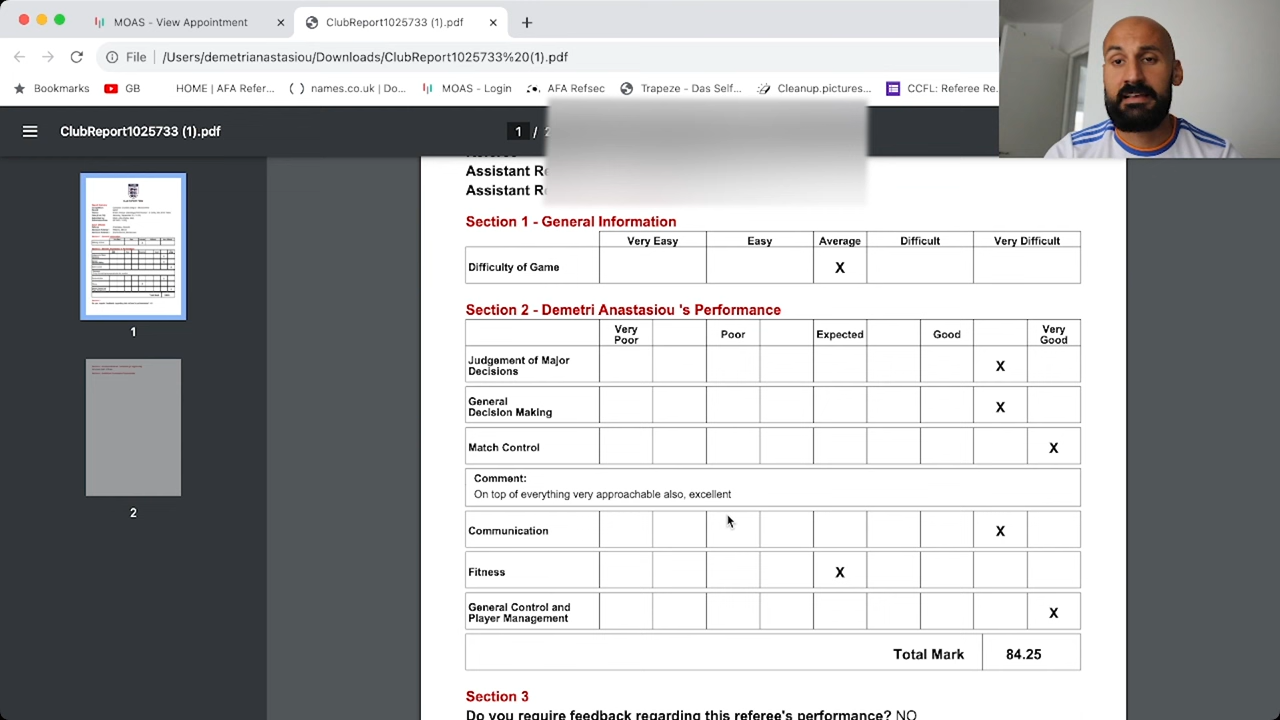 MOAS - View Appointment
ClubReport1025733 (1).pdf
File /Users/demetrianastasiou/Downloads/ClubReport1025733%20(1).pdf
Bookmarks GB HOME | AFA Refer... names.co.uk | Do... MOAS - Login AFA Refsec Trapeze - Das Self... Cleanup.pictures... CCFL: Referee Re...
ClubReport1025733 (1).pdf 1 / 2
Assistant Re
Assistant Re
Section 1 - General Information
Very Easy Easy Average Difficult Very Difficult
Difficulty of Game X
Section 2 - Demetri Anastasiou 's Performance
Very Poor Poor Expected Good Very Good
Judgement of Major Decisions X
General Decision Making X
Match Control X
Comment:
On top of everything very approachable also, excellent
Communication X
Fitness X
General Control and Player Management X
Total Mark 84.25
Section 3
Do you require feedback regarding this referee's performance? NO
1
2